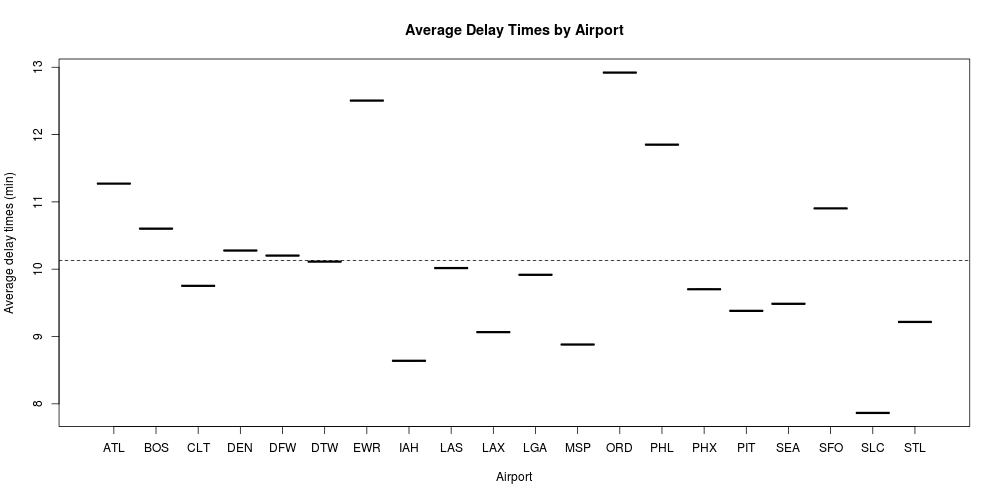 Average Delay Times by Airport
Average delay times (min)
13
12
11
10
9
8
ATL BOS CLT DEN DFW DTW EWR IAH LAS LAX LGA MSP ORD PHL PHX PIT SEA SFO SLC STL
Airport